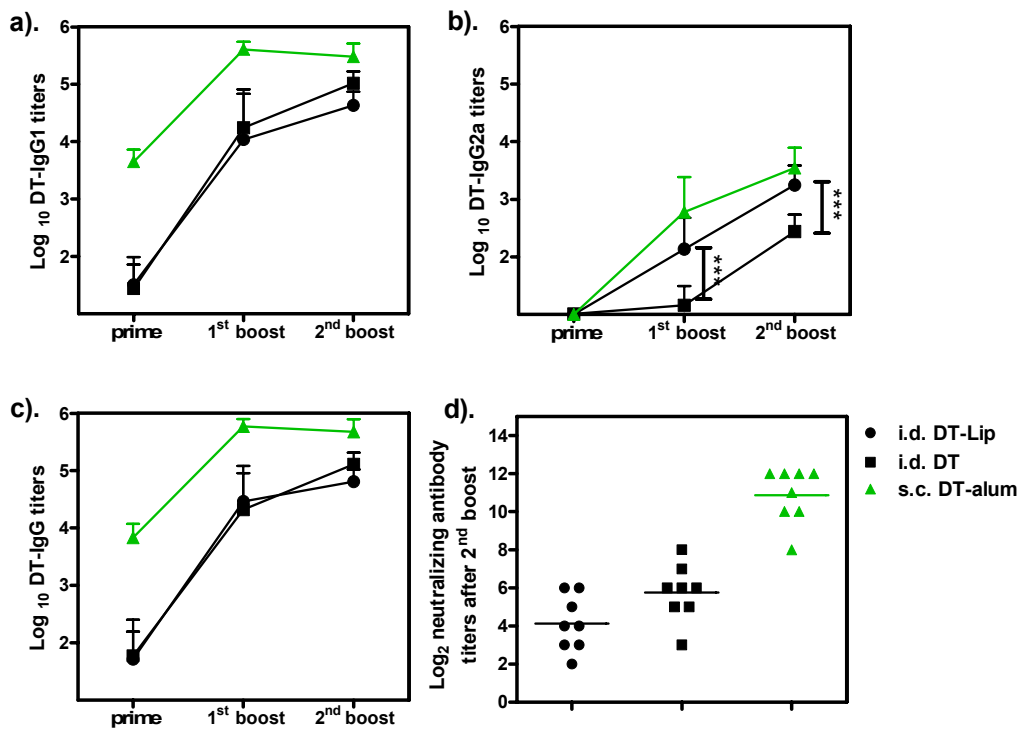 a).
Log 10 DT-IgG1 titers
6
5
4
3
2
prime 1st boost 2nd boost
b).
Log 10 DT-IgG2a titers
6
5
4
3
2
***
***
prime 1st boost 2nd boost
c).
Log 10 DT-IgG titers
6
5
4
3
2
prime 1st boost 2nd boost
d).
Log2 neutralizing antibody
titers after 2nd boost
14
12
10
8
6
4
2
0
i.d. DT-Lip
i.d. DT
s.c. DT-alum